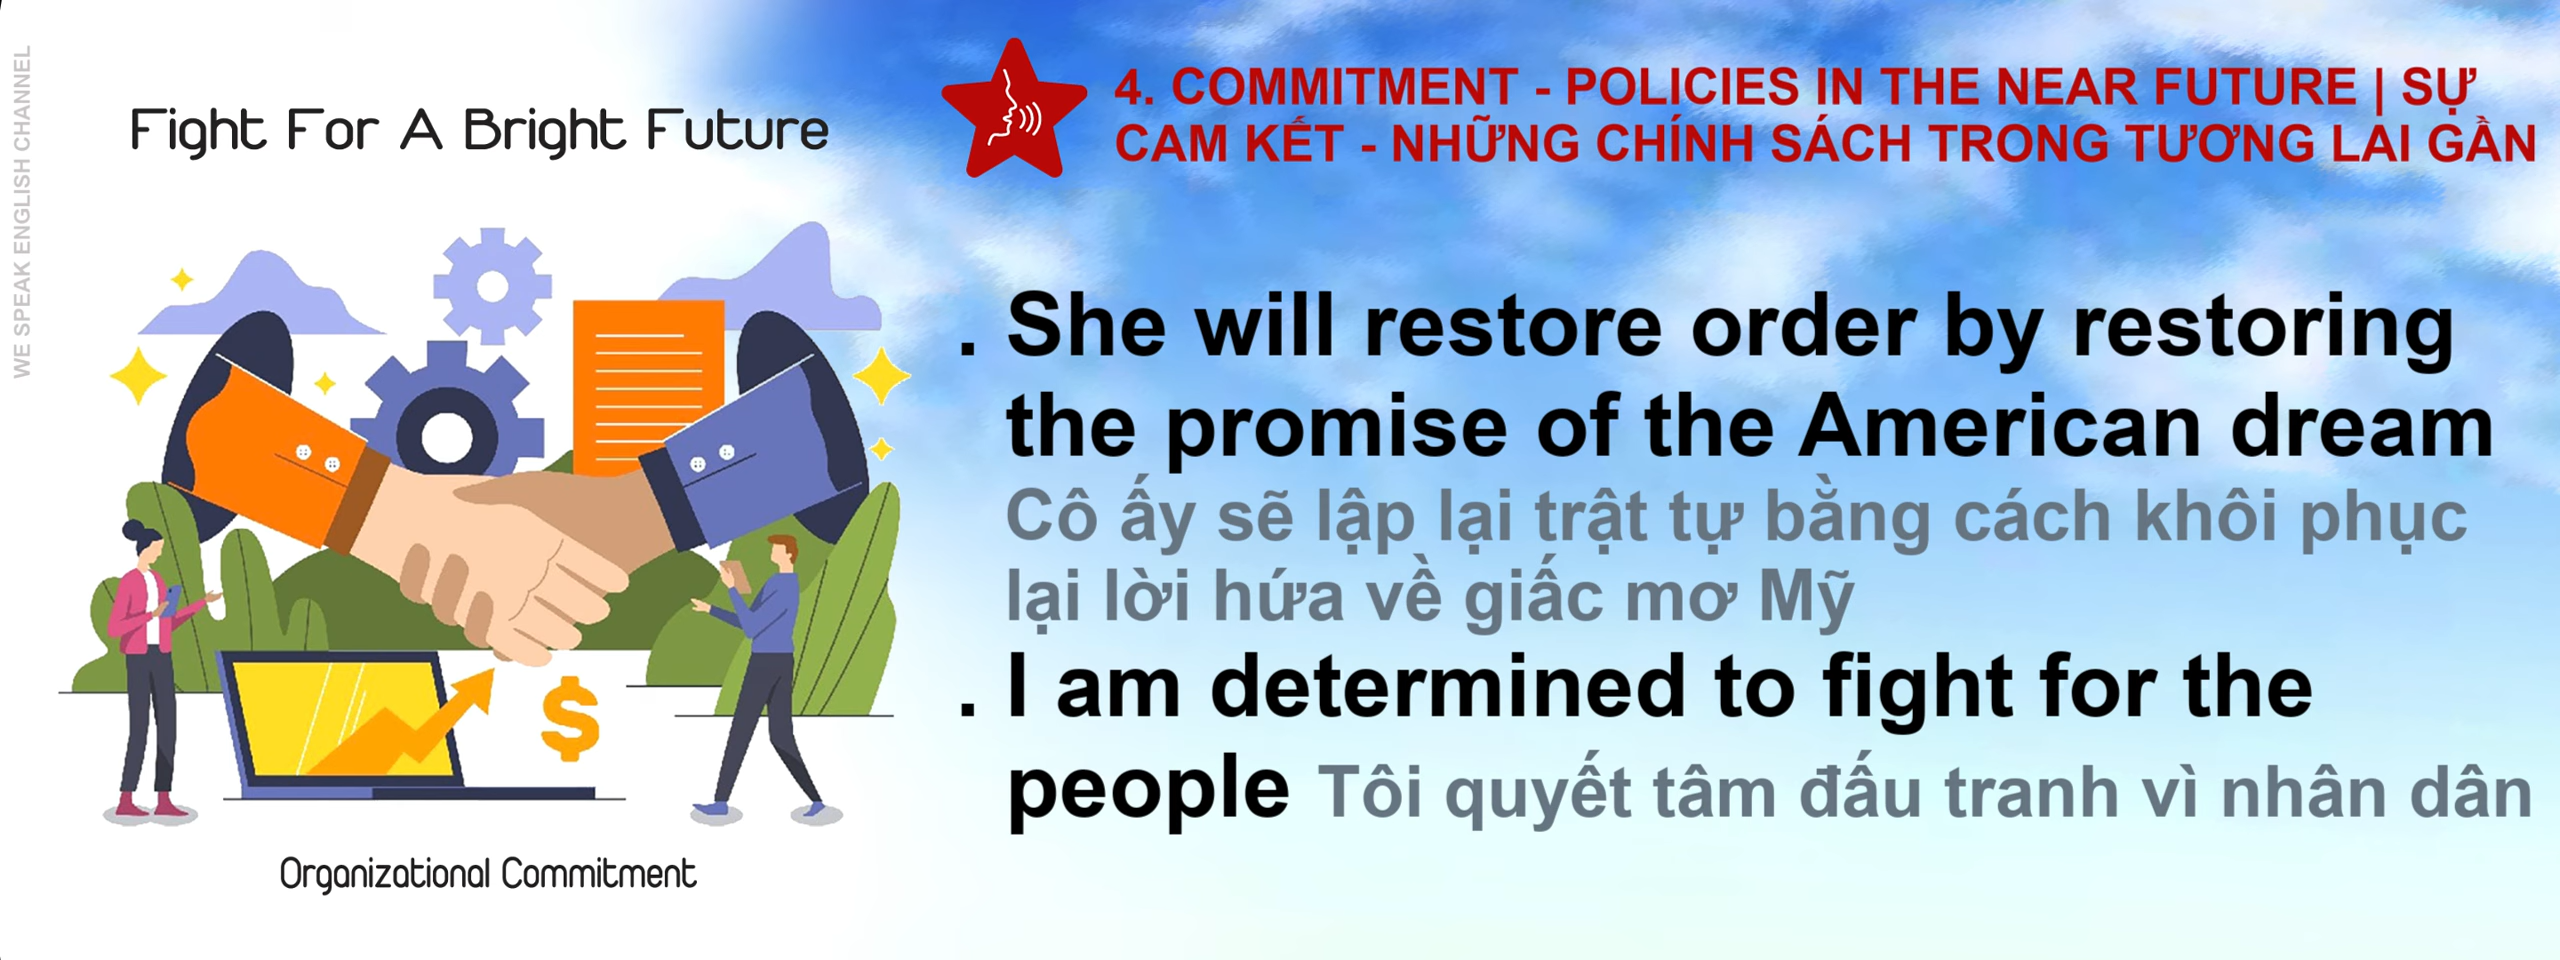 WE SPEAK ENGLISH CHANNEL
Fight For A Bright Future
Organizational Commitment
4. COMMITMENT - POLICIES IN THE NEAR FUTURE | SỰ
CAM KẾT - NHỮNG CHÍNH SÁCH TRONG TƯƠNG LAI GẦN
. She will restore order by restoring
the promise of the American dream
Cô ấy sẽ lập lại trật tự bằng cách khôi phục
lại lời hứa về giấc mơ Mỹ
. I am determined to fight for the
people Tôi quyết tâm đấu tranh vì nhân dân